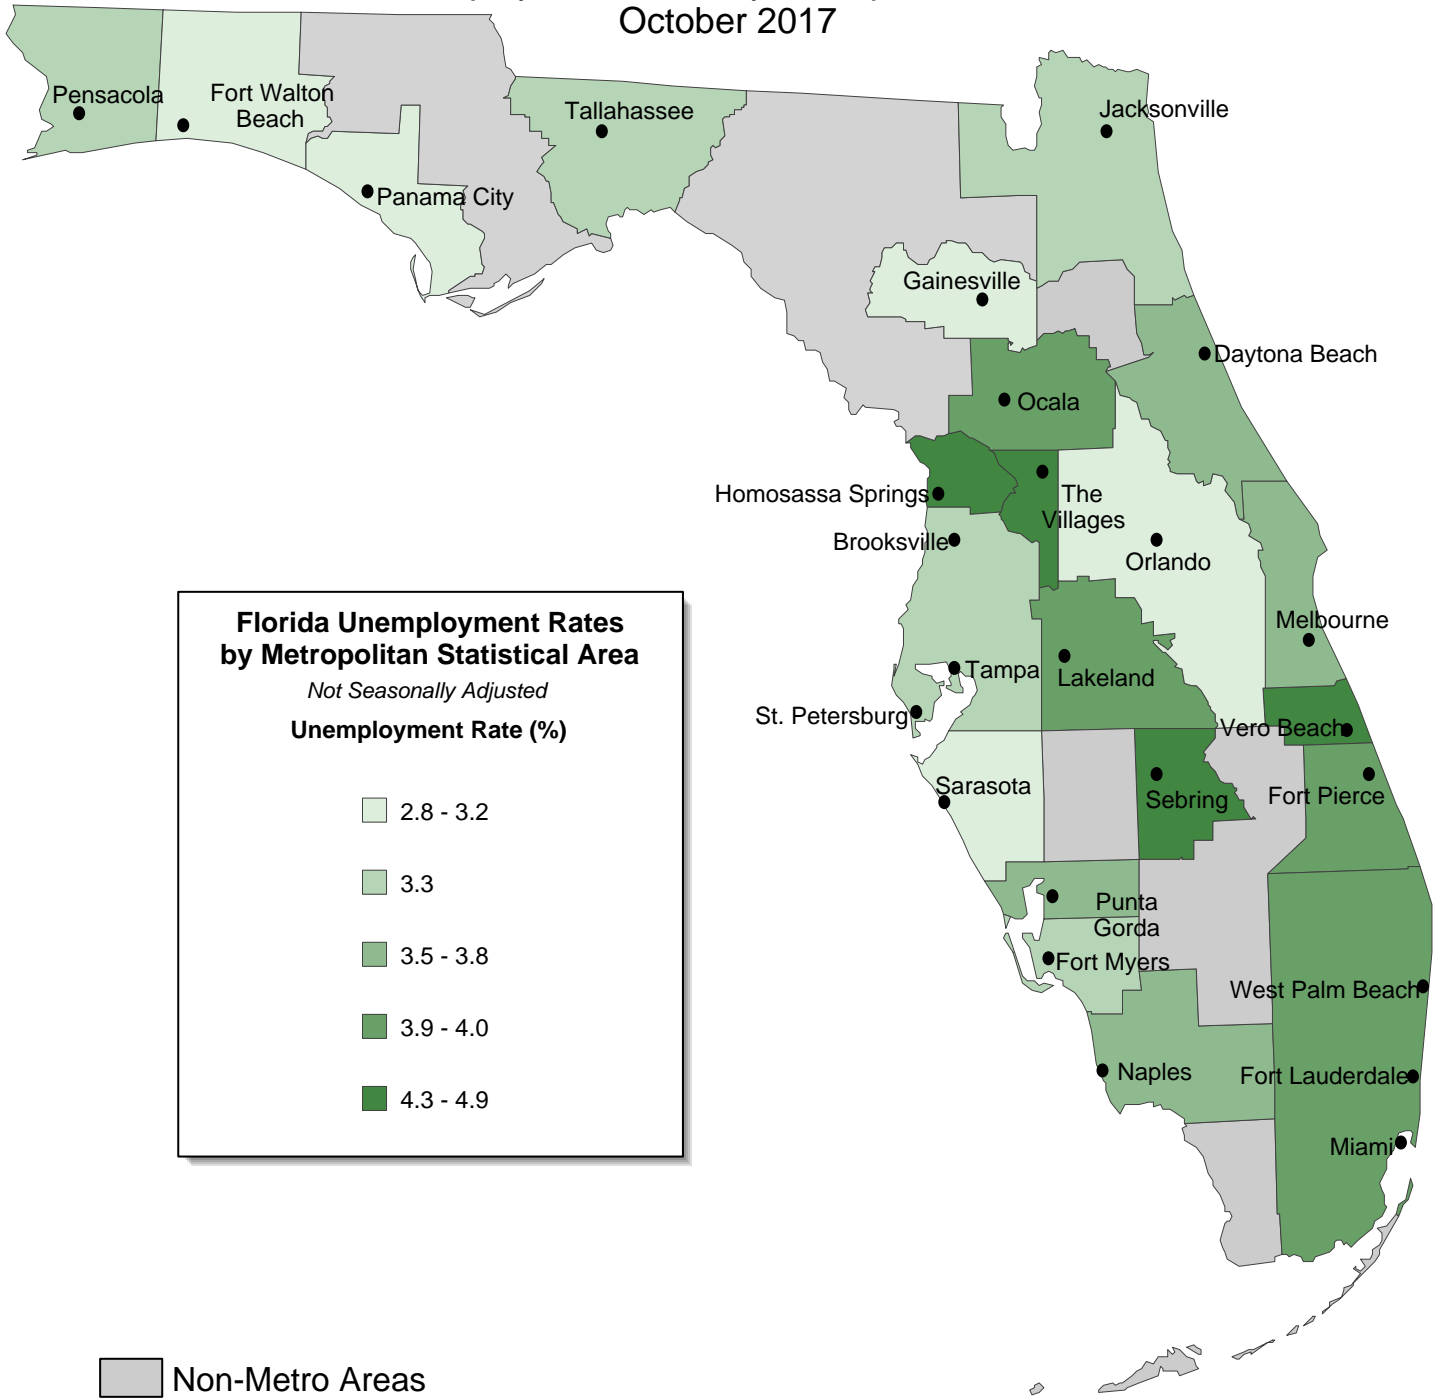 October 2017
Pensacola
Fort Walton
Beach
Tallahassee
Jacksonville
Panama City
Gainesville
Daytona Beach
Ocala
Homosassa Springs
The
Villages
Brooksville
Orlando
Florida Unemployment Rates
by Metropolitan Statistical Area
Not Seasonally Adjusted
Unemployment Rate (%)
2.8 - 3.2
3.3
3.5 - 3.8
3.9 - 4.0
4.3 - 4.9
Melbourne
Tampa
Lakeland
St. Petersburg
Vero Beach
Sarasota
Sebring
Fort Pierce
Punta
Gorda
Fort Myers
West Palm Beach
Naples
Fort Lauderdale
Miami
Non-Metro Areas